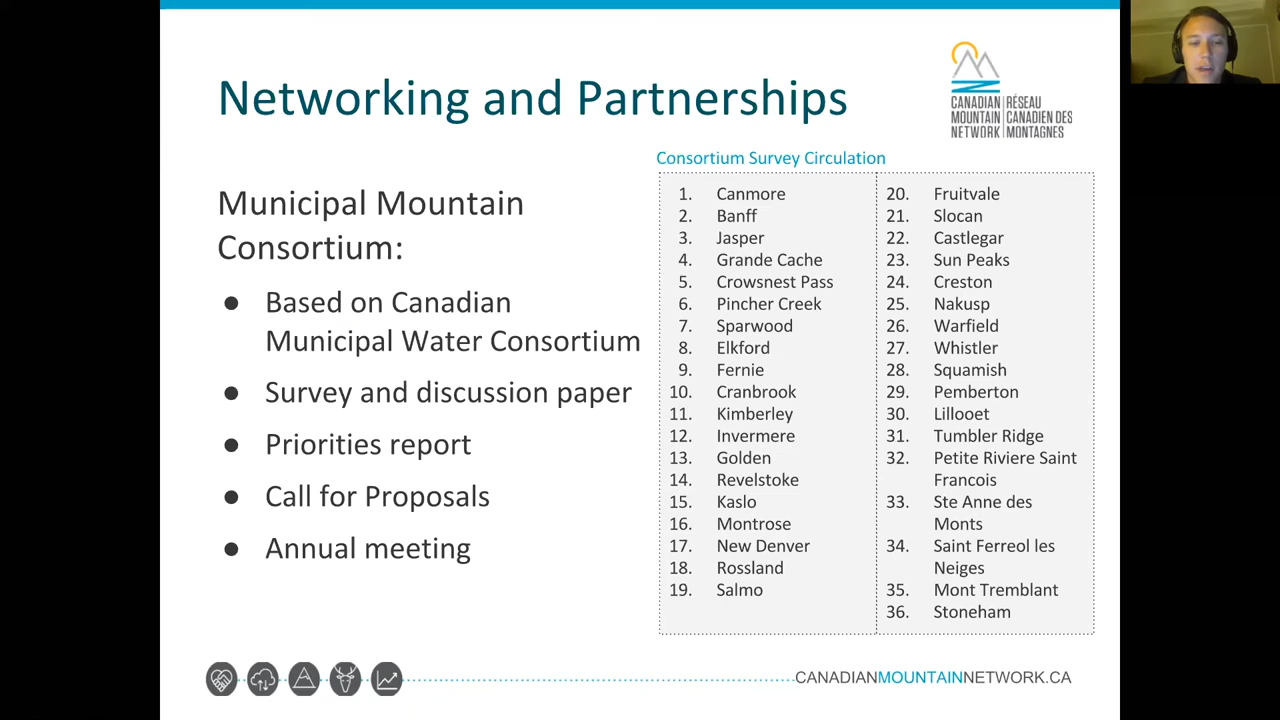 Networking and Partnerships
CANADIAN
MOUNTAIN
NETWORK
RÉSEAU
CANADIEN DES
MONTAGNES
Municipal Mountain
Consortium:
● Based on Canadian
Municipal Water Consortium
● Survey and discussion paper
● Priorities report
● Call for Proposals
● Annual meeting
Consortium Survey Circulation
1. Canmore
2. Banff
3. Jasper
4. Grande Cache
5. Crowsnest Pass
6. Pincher Creek
7. Sparwood
8. Elkford
9. Fernie
10. Cranbrook
11. Kimberley
12. Invermere
13. Golden
14. Revelstoke
15. Kaslo
16. Montrose
17. New Denver
18. Rossland
19. Salmo
20. Fruitvale
21. Slocan
22. Castlegar
23. Sun Peaks
24. Creston
25. Nakusp
26. Warfield
27. Whistler
28. Squamish
29. Pemberton
30. Lillooet
31. Tumbler Ridge
32. Petite Riviere Saint
Francois
33. Ste Anne des
Monts
34. Saint Ferreol les
Neiges
35. Mont Tremblant
36. Stoneham
CANADIANMOUNTAINNETWORK.CA